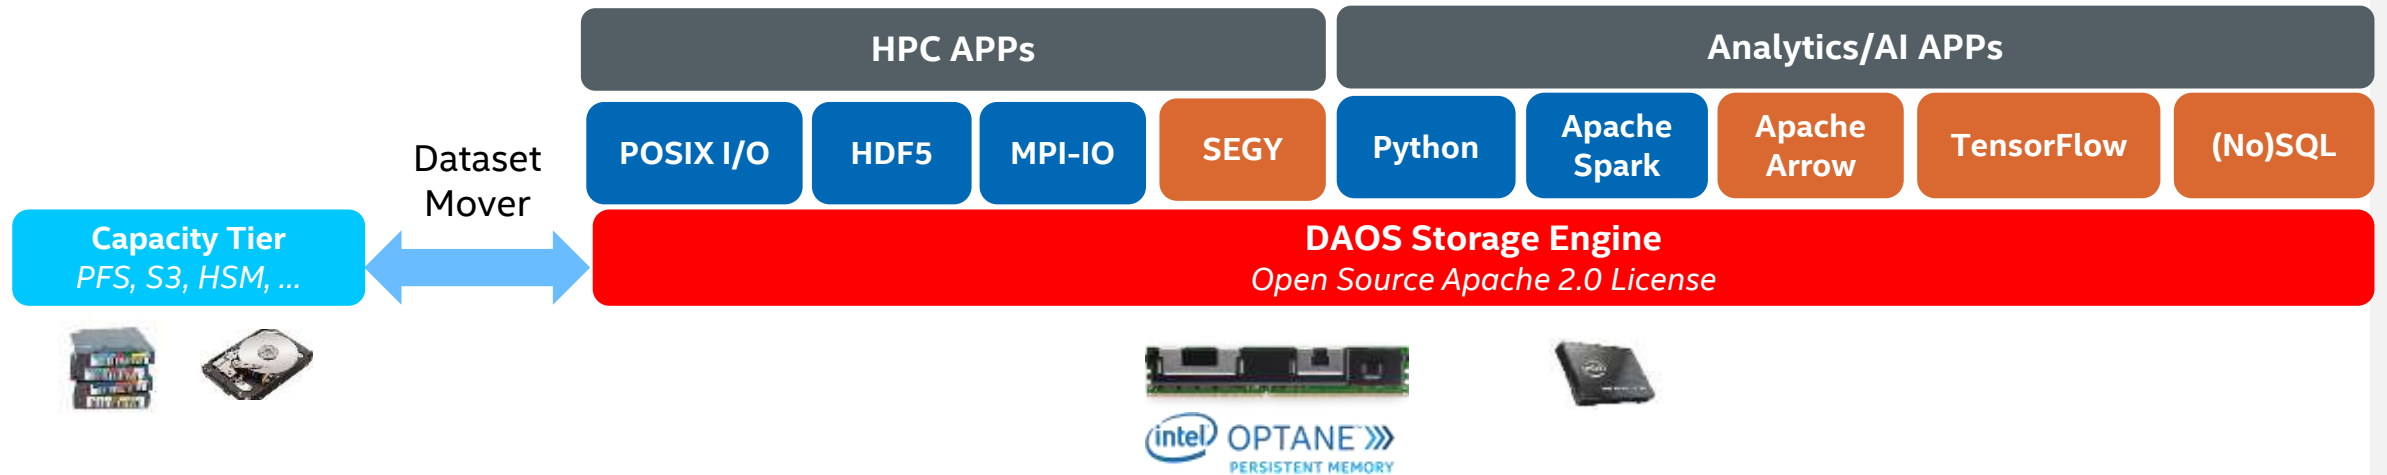 HPC APPs
Analytics/AI APPs
POSIX I/O
HDF5
MPI-IO
SEGY
Python
Apache
Spark
Apache
Arrow
TensorFlow
(No)SQL
Dataset
Mover
Capacity Tier
PFS, S3, HSM, ...
DAOS Storage Engine
Open Source Apache 2.0 License
intel OPTANE
PERSISTENT MEMORY